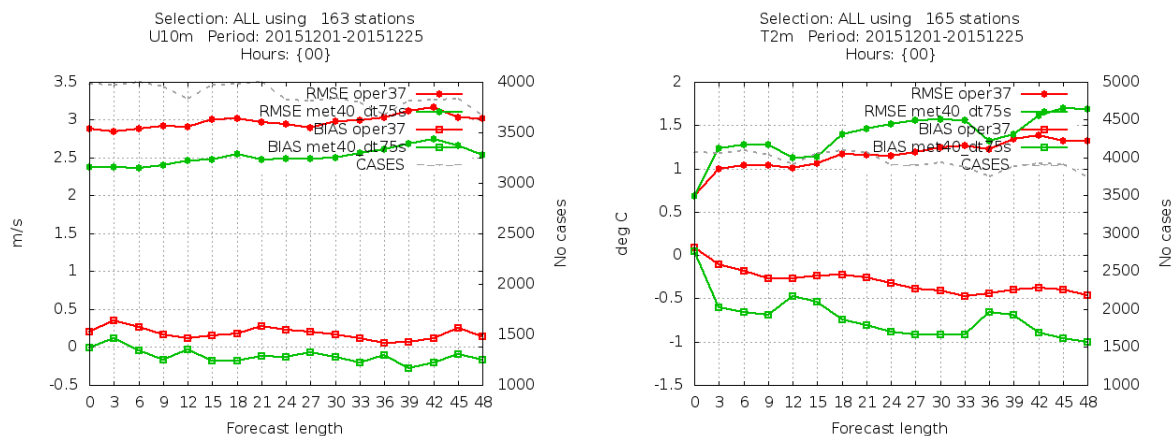 Selection: ALL using 163 stations
U10m Period: 20151201-20151225
Hours: {00}
3.5
3
2.5
2
1.5
1
0.5
0
-0.5
m/s
4000
3500
3000
2500
2000
1500
1000
No cases
RMSE oper37
RMSE met40_dt75s
BIAS oper37
BIAS met40_dt75s
CASES
0 3 6 9 12 15 18 21 24 27 30 33 36 39 42 45 48
Forecast length
Selection: ALL using 165 stations
T2m Period: 20151201-20151225
Hours: {00}
2
1.5
1
0.5
0
-0.5
-1
-1.5
deg C
5000
4500
4000
3500
3000
2500
2000
1500
1000
No cases
RMSE oper37
RMSE met40_dt75s
BIAS oper37
BIAS met40_dt75s
CASES
0 3 6 9 12 15 18 21 24 27 30 33 36 39 42 45 48
Forecast length